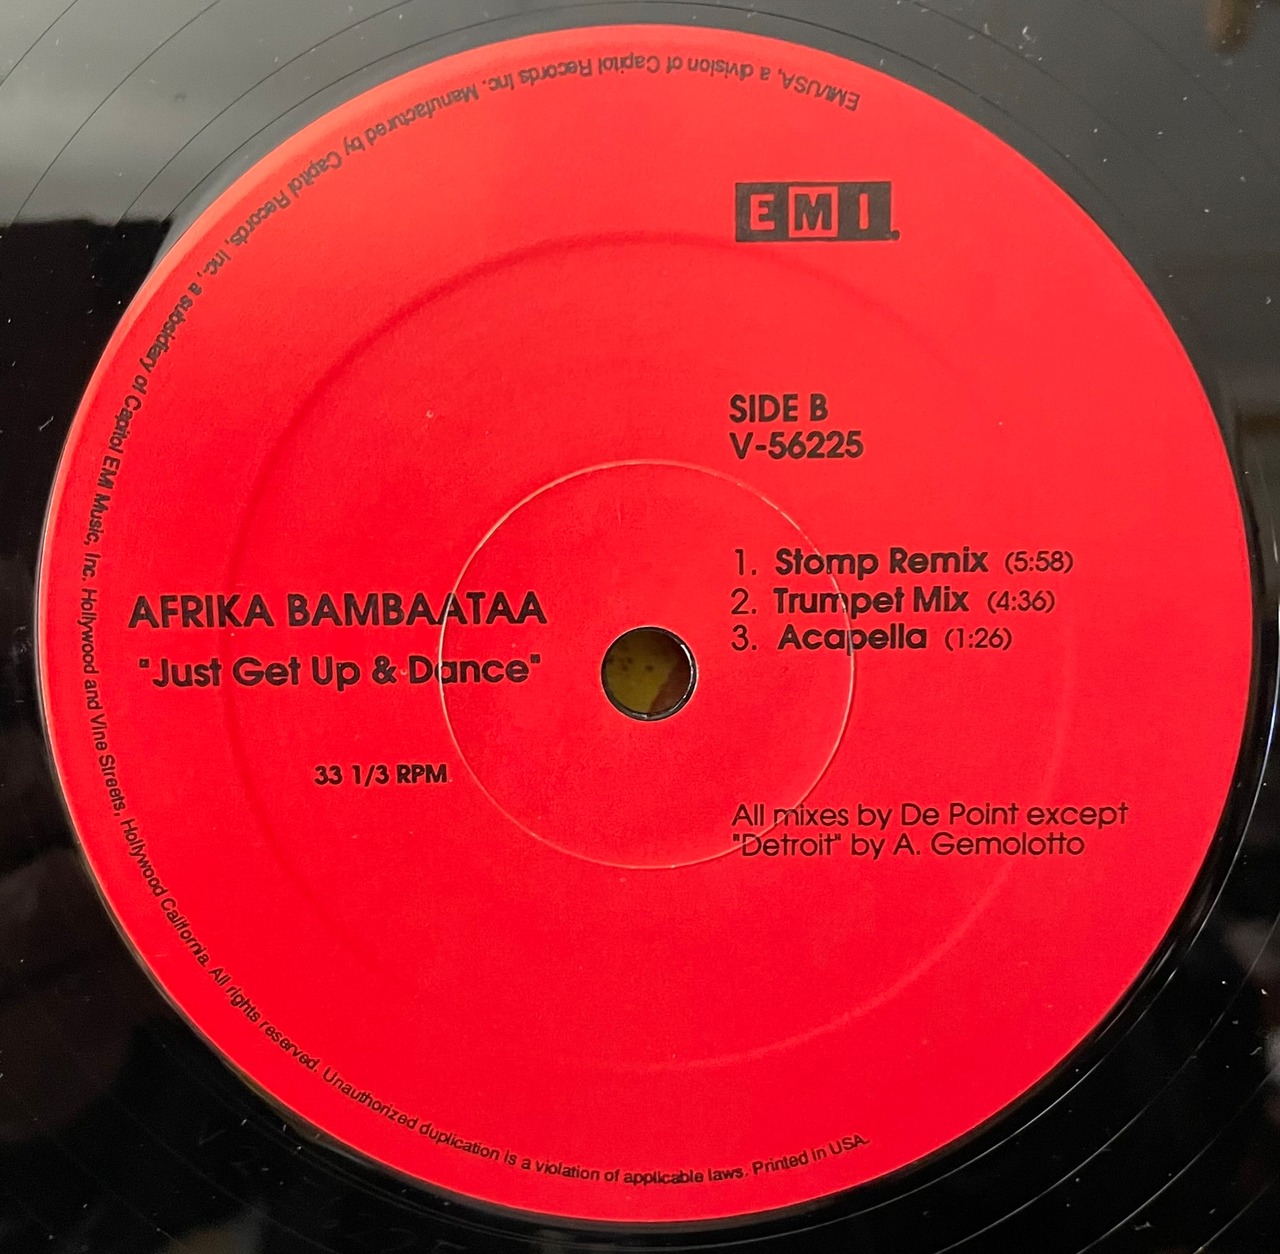 EMI
SIDE B
V-56225
AFRIKA BAMBAATAA
"Just Get Up & Dance"
33 1/3 RPM
1. Stomp Remix (5:58)
2. Trumpet Mix (4:36)
3. Acapella (1:26)
All mixes by De Point except
"Detroit" by A. Gemolotto
EMI/USA, a division of Capitol Records Inc. Manufactured by Capitol Records, Inc., a subsidiary of Capitol EMI Music, Inc. Hollywood and Vine Streets, Hollywood California. All rights reserved. Unauthorized duplication is a violation of applicable laws. Printed in USA.